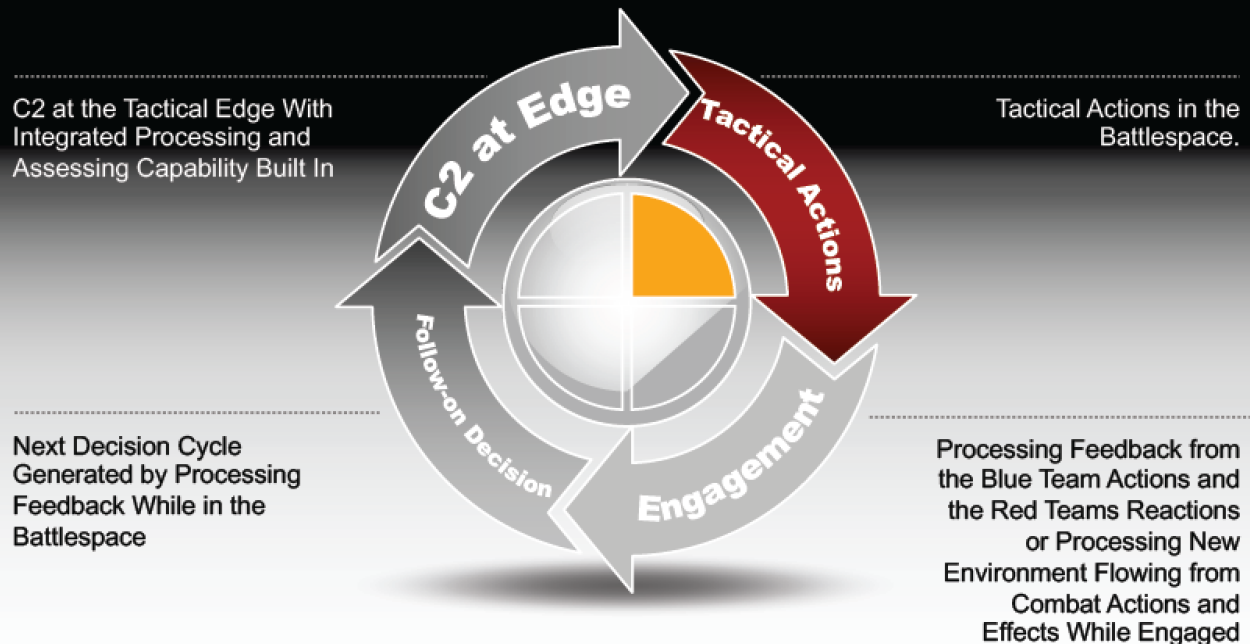 C2 at Edge
Tactical Actions
C2 at the Tactical Edge With
Integrated Processing and
Assessing Capability Built In
Tactical Actions in the
Battlespace.
Follow-on Decision
Engagement
Next Decision Cycle
Generated by Processing
Feedback While in the
Battlespace
Processing Feedback from
the Blue Team Actions and
the Red Teams Reactions
or Processing New
Environment Flowing from
Combat Actions and
Effects While Engaged